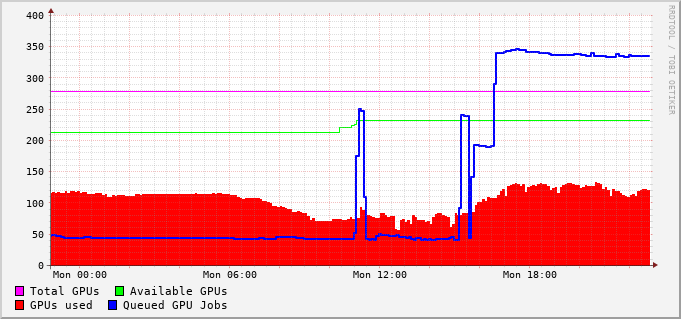 400
350
300
250
200
150
100
50
0
Mon 00:00 Mon 06:00 Mon 12:00 Mon 18:00
Total GPUs Available GPUs
GPUs used Queued GPU Jobs
RRDTOOL / TOBI OETIKER